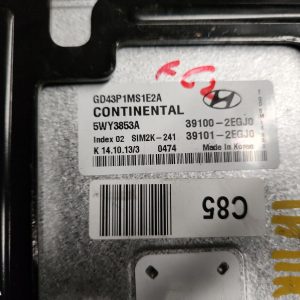 GD43P1MS1E2A
CONTINENTAL
5WY3853A 39100-2EGJ0
Index 02 SIM2K-241 39101-2EGJ0
K 14.10.13/3 0474 Made in Korea
C85